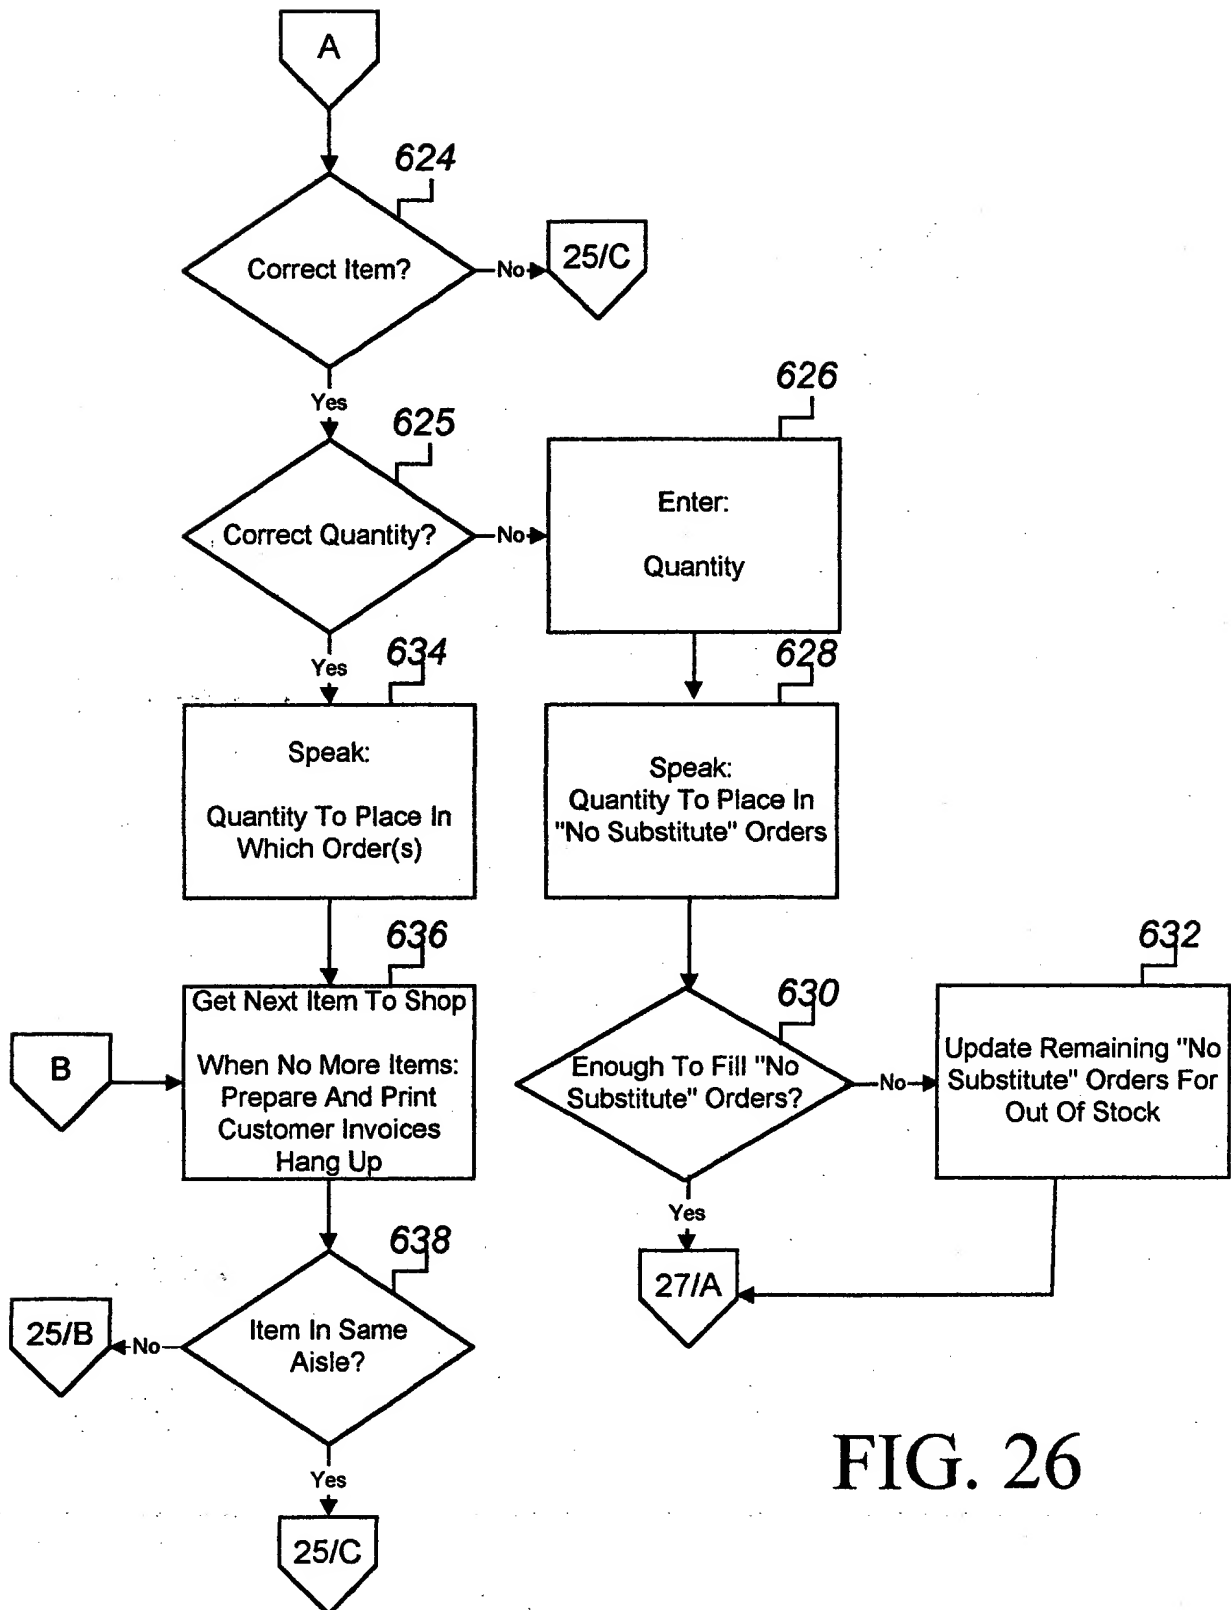 A
624
Correct Item?
No
25/C
Yes
625
626
Correct Quantity?
No
Enter:
Quantity
Yes
634
628
Speak:
Quantity To Place In
Which Order(s)
Speak:
Quantity To Place In
"No Substitute" Orders
636
630
632
Get Next Item To Shop
When No More Items:
Prepare And Print
Customer Invoices
Hang Up
B
Enough To Fill "No
Substitute" Orders?
No
Update Remaining "No
Substitute" Orders For
Out Of Stock
Yes
638
27/A
25/B
No
Item In Same
Aisle?
Yes
25/C
FIG. 26